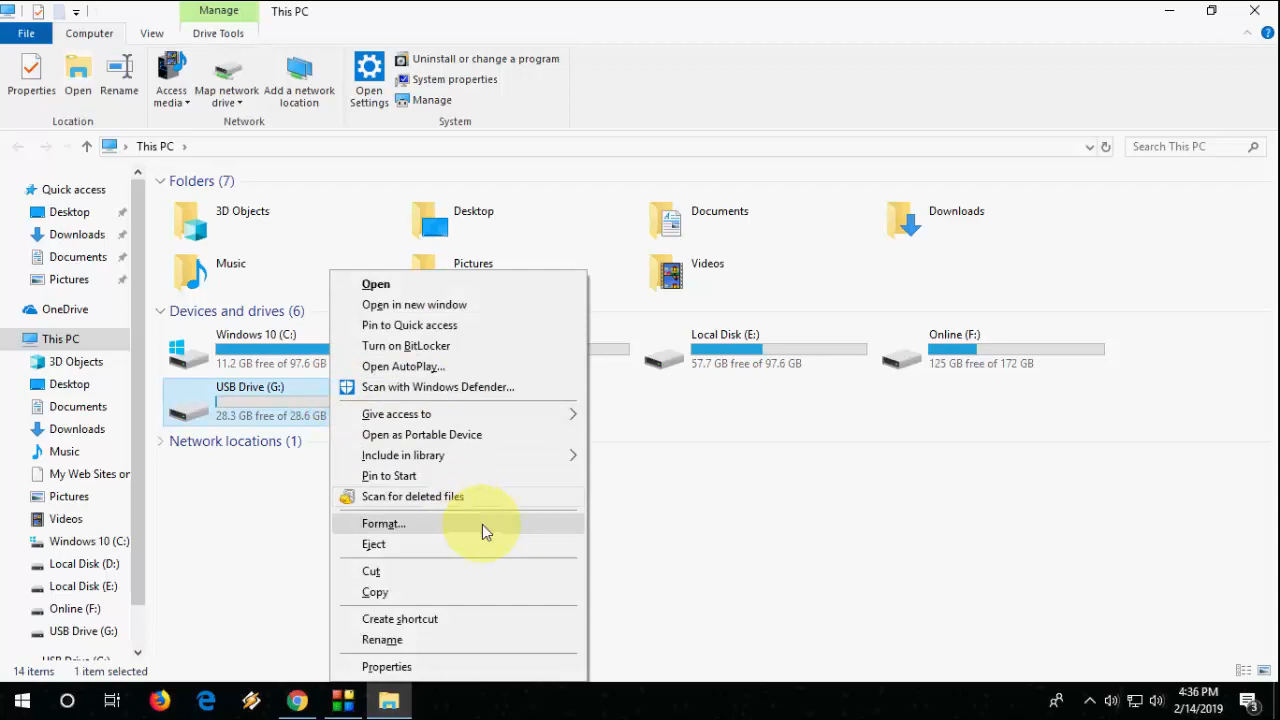 Manage
This PC
File
Computer
View
Drive Tools
Properties
Open
Rename
Access media
Map network drive
Add a network location
Open Settings
Uninstall or change a program
System properties
Manage
Location
Network
System
This PC
Search This PC
Quick access
Desktop
Downloads
Documents
Pictures
OneDrive
This PC
3D Objects
Desktop
Documents
Downloads
Music
My Web Sites on
Pictures
Videos
Windows 10 (C:)
Local Disk (D:)
Local Disk (E:)
Online (F:)
USB Drive (G:)
Folders (7)
3D Objects
Desktop
Documents
Downloads
Music
Pictures
Videos
Devices and drives (6)
Windows 10 (C:)
11.2 GB free of 97.6 GB
Local Disk (E:)
57.7 GB free of 97.6 GB
Online (F:)
125 GB free of 172 GB
USB Drive (G:)
28.3 GB free of 28.6 GB
Network locations (1)
Open
Open in new window
Pin to Quick access
Turn on BitLocker
Open AutoPlay...
Scan with Windows Defender...
Give access to
Open as Portable Device
Include in library
Pin to Start
Scan for deleted files
Format...
Eject
Cut
Copy
Create shortcut
Rename
Properties
14 items
1 item selected
4:36 PM
2/14/2019
3